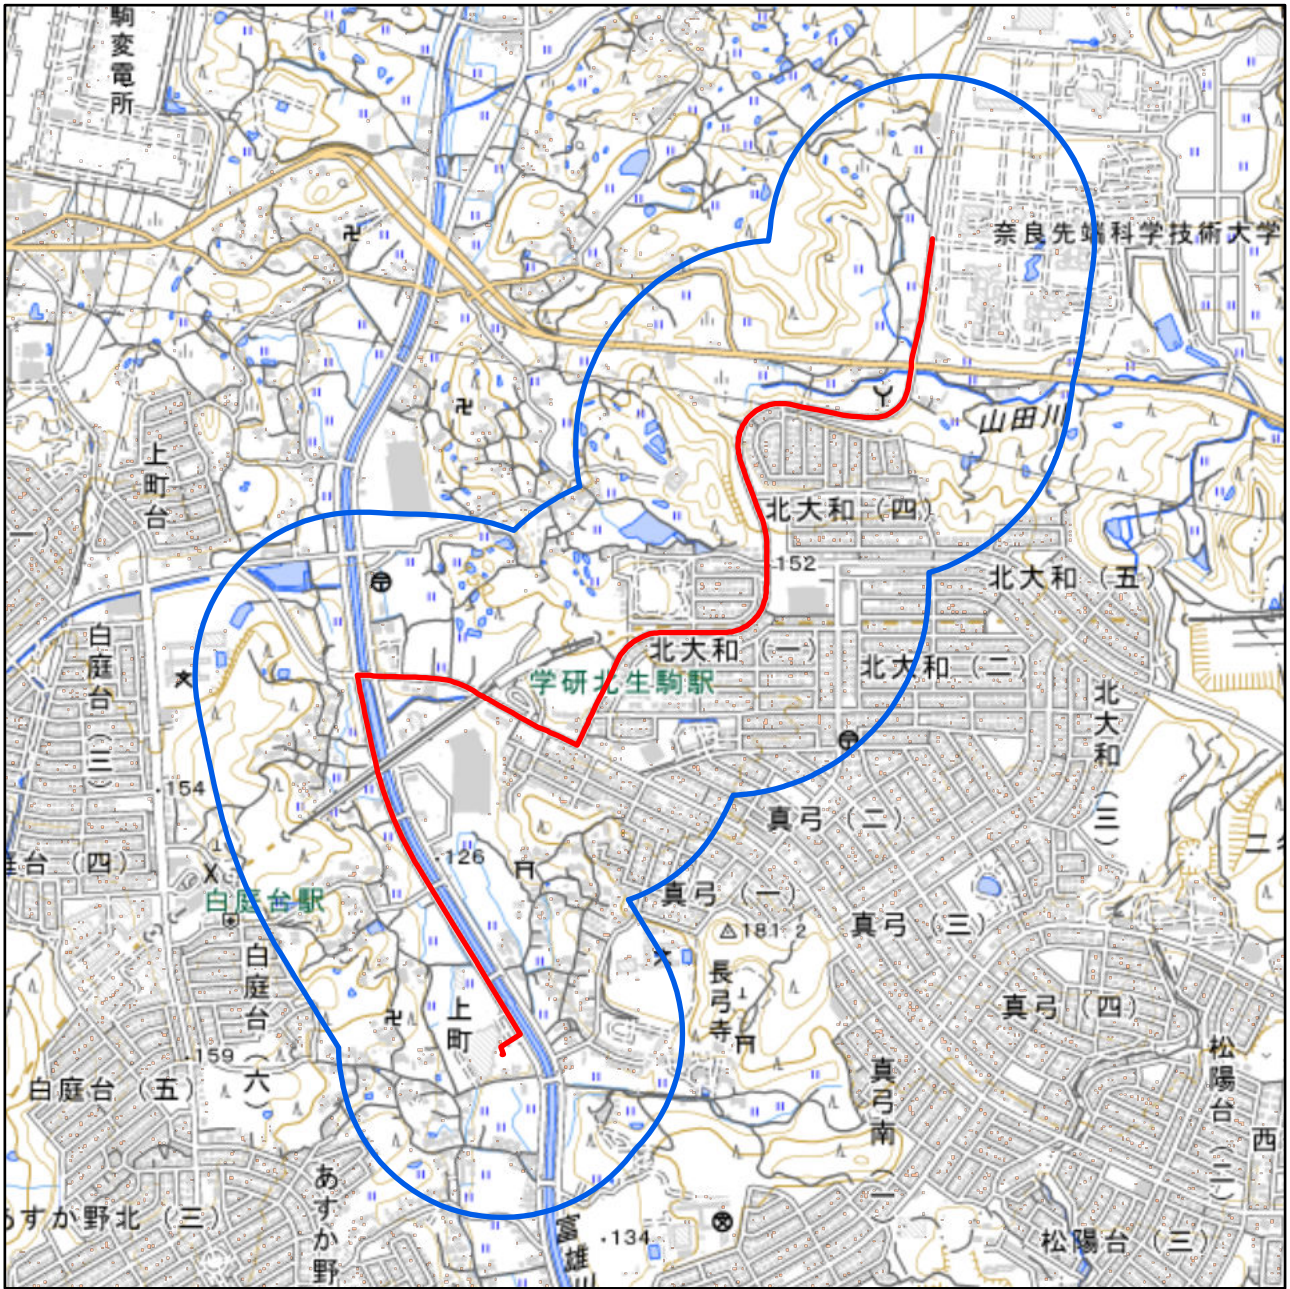 駒変電所
奈良先端科学技術大学
山田川
上町台
北大和（四）
152
北大和（五）
白庭台（三）
北大和（一）
北大和（二）
学研北生駒駅
北大和（三）
154
真弓（二）
126
庭台（四）
白庭台駅
真弓（一）
真弓（三）
181.2
白庭台（六）
長弓寺
上町
真弓（四）
159
白庭台（五）
真弓南（一）
松陽台（二）
西
あすか野
すか野北（三）
富雄川
134
松陽台（三）